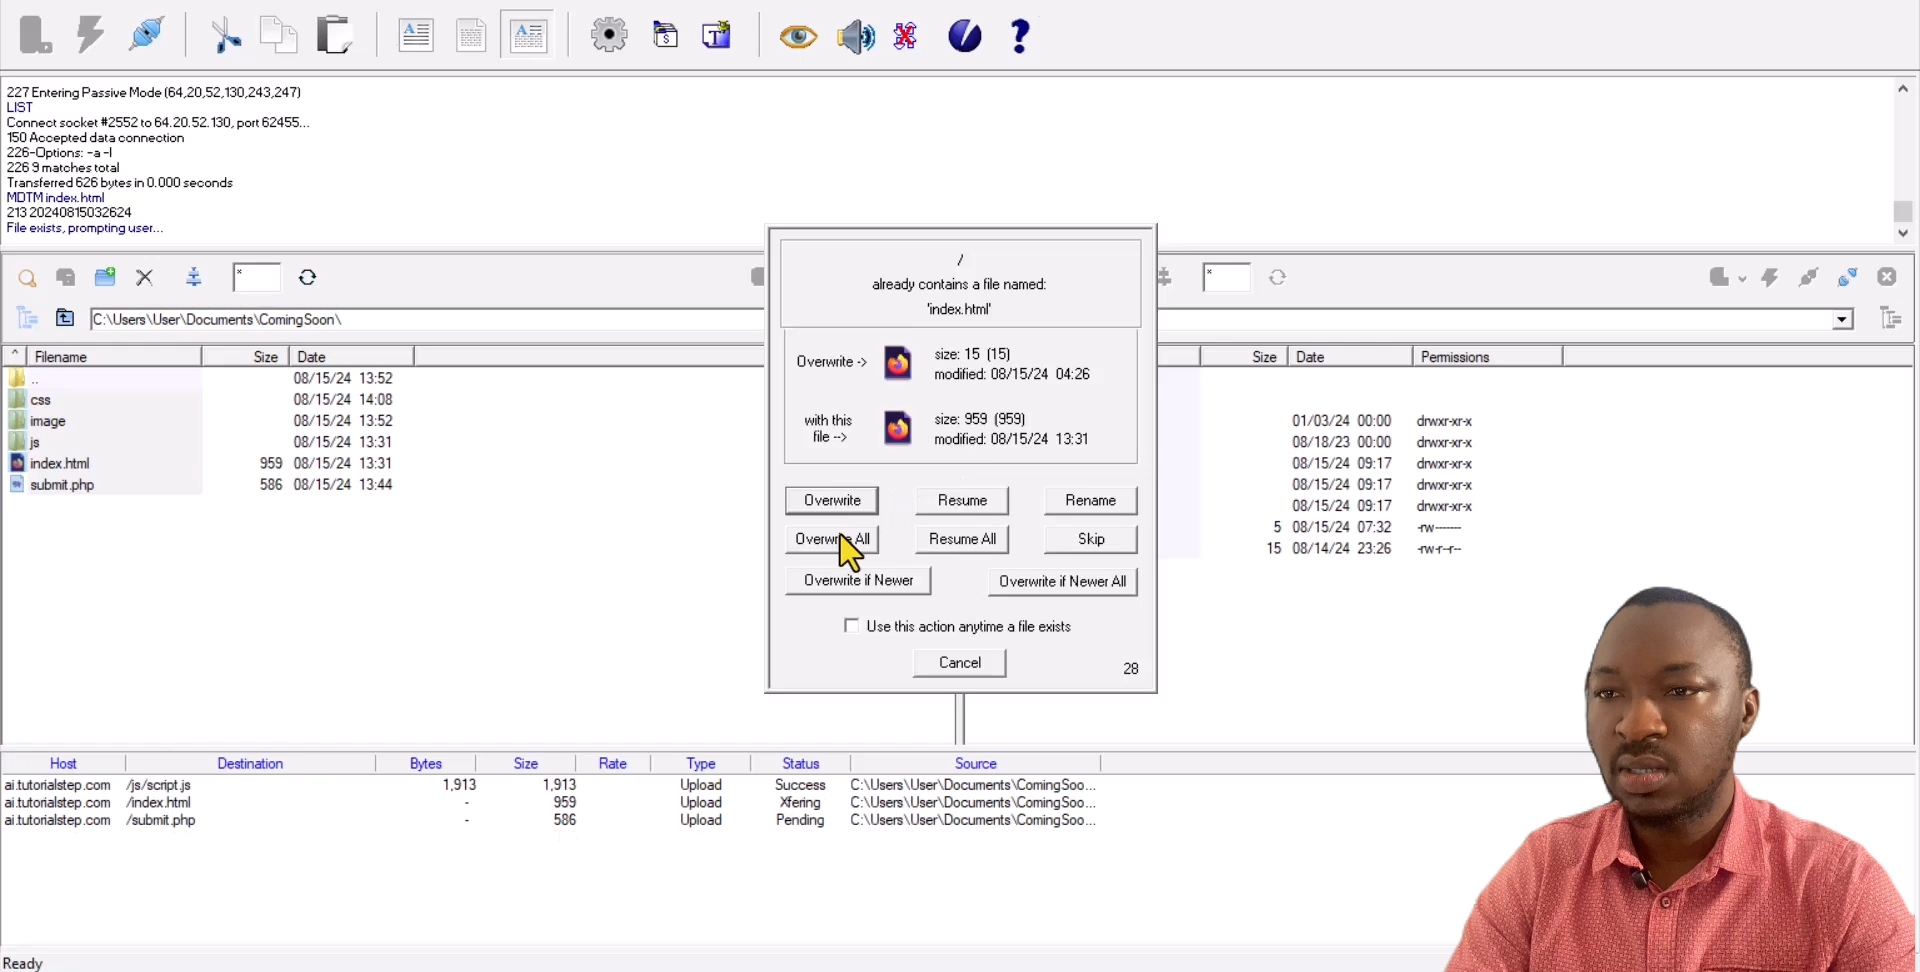 227 Entering Passive Mode (64,20,52,130,243,247)
LIST
Connect socket #2552 to 64.20.52.130, port 62455...
150 Accepted data connection
226-Options: -a -l
226 9 matches total
Transferred 626 bytes in 0.000 seconds
MDTM index.html
213 20240815032624
File exists, prompting user...
*
*
C:\Users\User\Documents\ComingSoon\
^ Filename Size Date
.. 08/15/24 13:52
css 08/15/24 14:08
image 08/15/24 13:52
js 08/15/24 13:31
index.html 959 08/15/24 13:31
submit.php 586 08/15/24 13:44
/
already contains a file named:
'index.html'
Overwrite ->
size: 15 (15)
modified: 08/15/24 04:26
with this
file -->
size: 959 (959)
modified: 08/15/24 13:31
Overwrite Resume Rename
Overwrite All Resume All Skip
Overwrite if Newer Overwrite if Newer All
Use this action anytime a file exists
Cancel
28
Size Date Permissions
01/03/24 00:00 drwxr-xr-x
08/18/23 00:00 drwxr-xr-x
08/15/24 09:17 drwxr-xr-x
08/15/24 09:17 drwxr-xr-x
08/15/24 09:17 drwxr-xr-x
5 08/15/24 07:32 -rw-------
15 08/14/24 23:26 -rw-r--r--
Host Destination Bytes Size Rate Type Status Source
ai.tutorialstep.com /js/script.js 1,913 1,913 Upload Success C:\Users\User\Documents\ComingSoo...
ai.tutorialstep.com /index.html - 959 Upload Xfering C:\Users\User\Documents\ComingSoo...
ai.tutorialstep.com /submit.php - 586 Upload Pending C:\Users\User\Documents\ComingSoo...
Ready